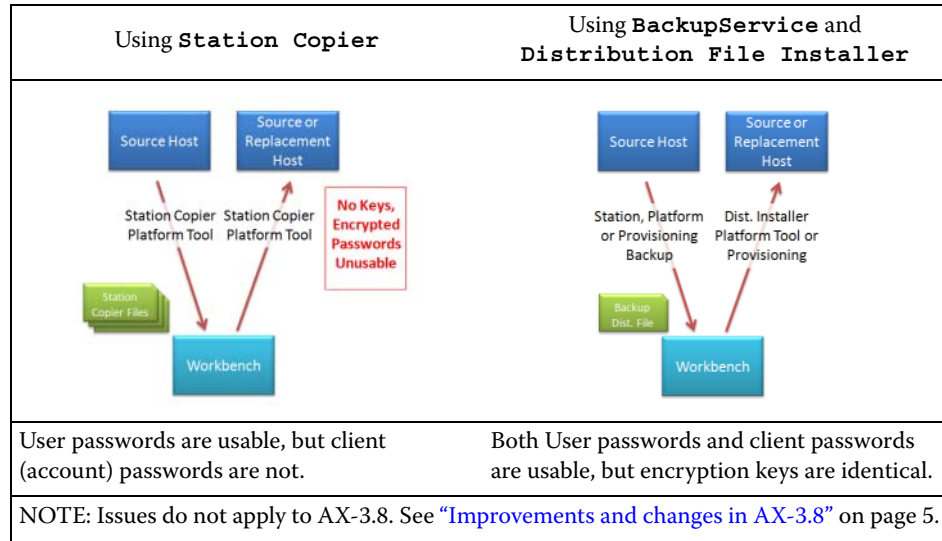 Using Station Copier
Using BackupService and
Distribution File Installer
Source Host
Source or
Replacement
Host
Station Copier
Platform Tool
Station Copier
Platform Tool
No Keys,
Encrypted
Passwords
Unusable
Station
Copier Files
Workbench
Source Host
Source or
Replacement
Host
Station, Platform
or Provisioning
Backup
Dist. Installer
Platform Tool or
Provisioning
Backup
Dist. File
Workbench
User passwords are usable, but client
(account) passwords are not.
Both User passwords and client passwords
are usable, but encryption keys are identical.
NOTE: Issues do not apply to AX-3.8. See “Improvements and changes in AX-3.8” on page 5.